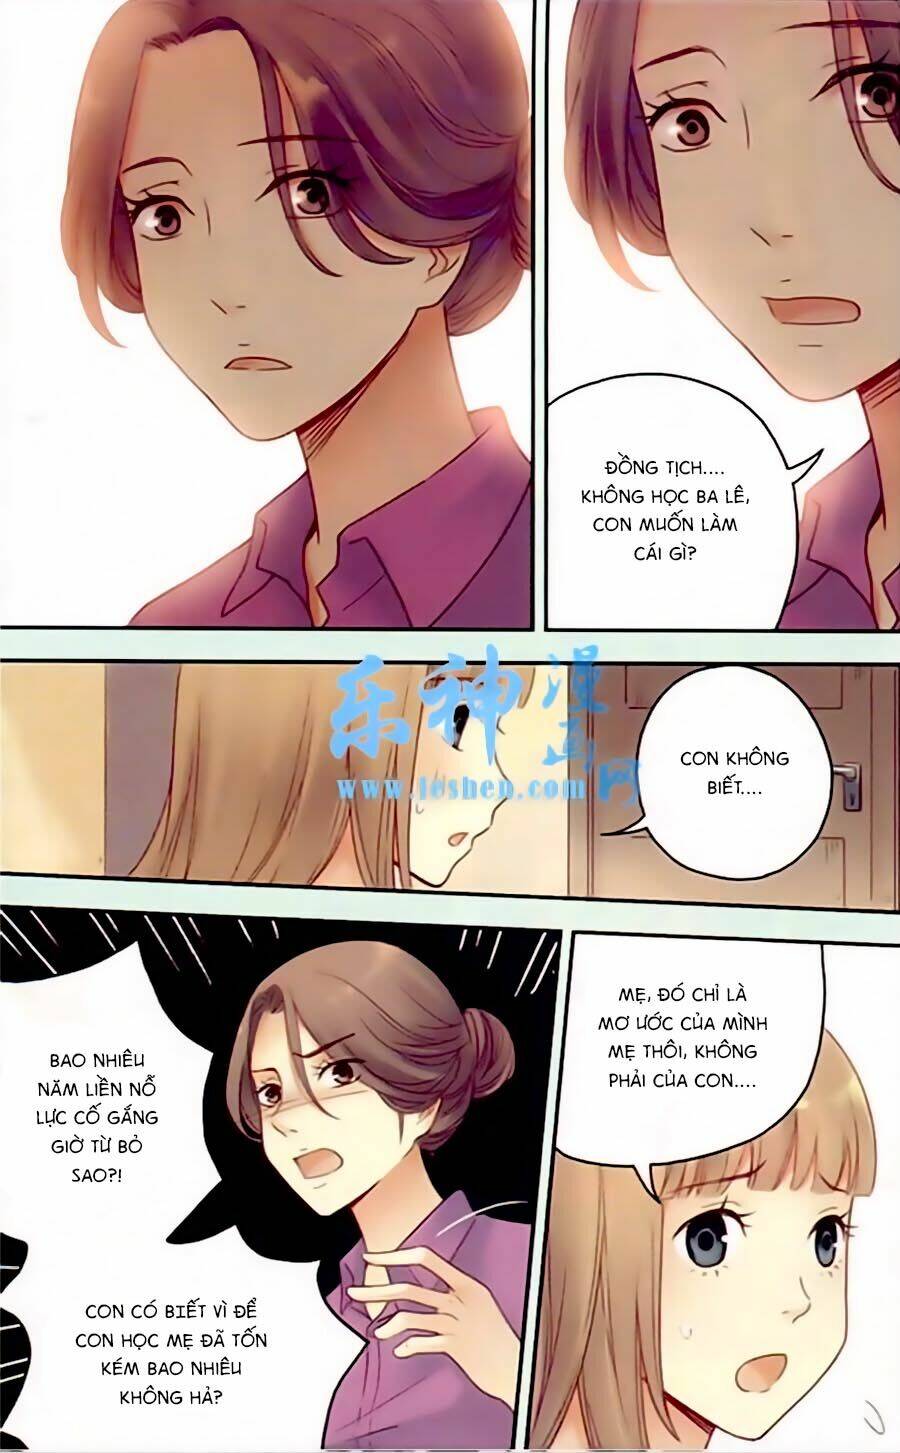 ĐỒNG TỊCH....
KHÔNG HỌC BA LÊ,
CON MUỐN LÀM
CÁI GÌ?
乐神漫画网
www.leshen.com
CON KHÔNG
BIẾT....
BAO NHIÊU
NĂM LIỀN NỖ
LỰC CỐ GẮNG
GIỜ TỪ BỎ
SAO?!
CON CÓ BIẾT VÌ ĐỂ
CON HỌC MẸ ĐÃ TỐN
KÉM BAO NHIÊU
KHÔNG HẢ?
MẸ, ĐÓ CHỈ LÀ
MƠ ƯỚC CỦA MÌNH
MẸ THÔI, KHÔNG
PHẢI CỦA CON....